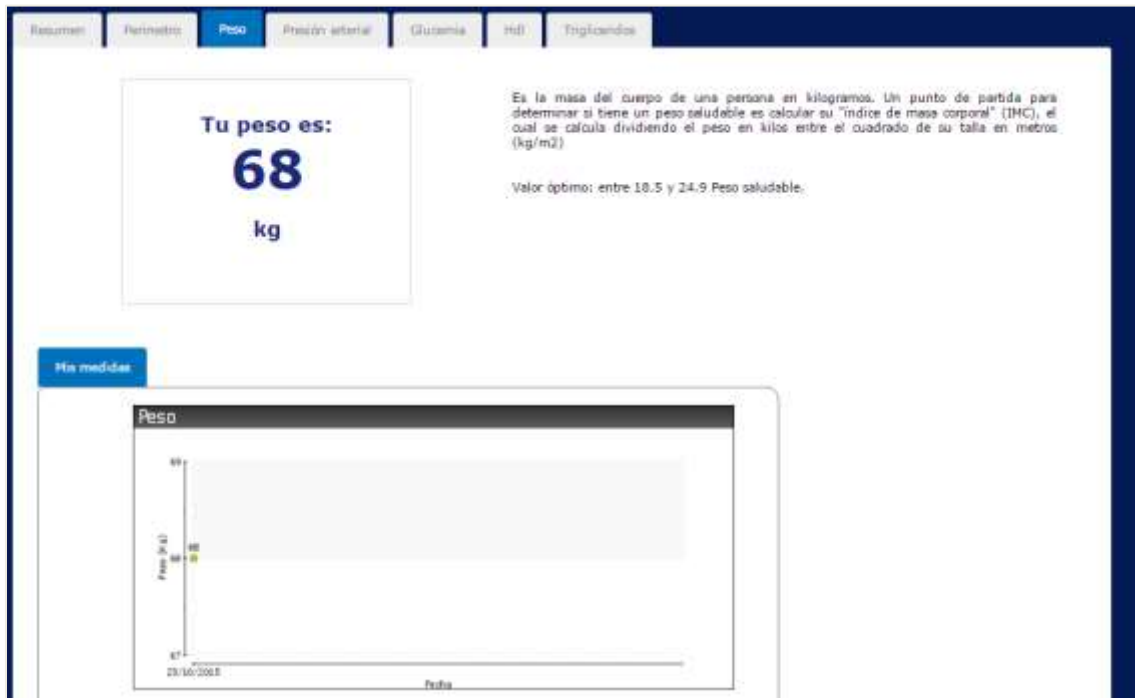 Resumen Perimetro Peso Presión arterial Glucemia Hdl Trigliceridos
Tu peso es:
68
kg
Es la masa del cuerpo de una persona en kilogramos. Un punto de partida para
determinar si tiene un peso saludable es calcular su "índice de masa corporal" (IMC), el
cual se calcula dividiendo el peso en kilos entre el cuadrado de su talla en metros
(kg/m2)
Valor óptimo: entre 18.5 y 24.9 Peso saludable.
Mis medidas
Peso
69
Peso (Kg)
68
68
67
Fecha